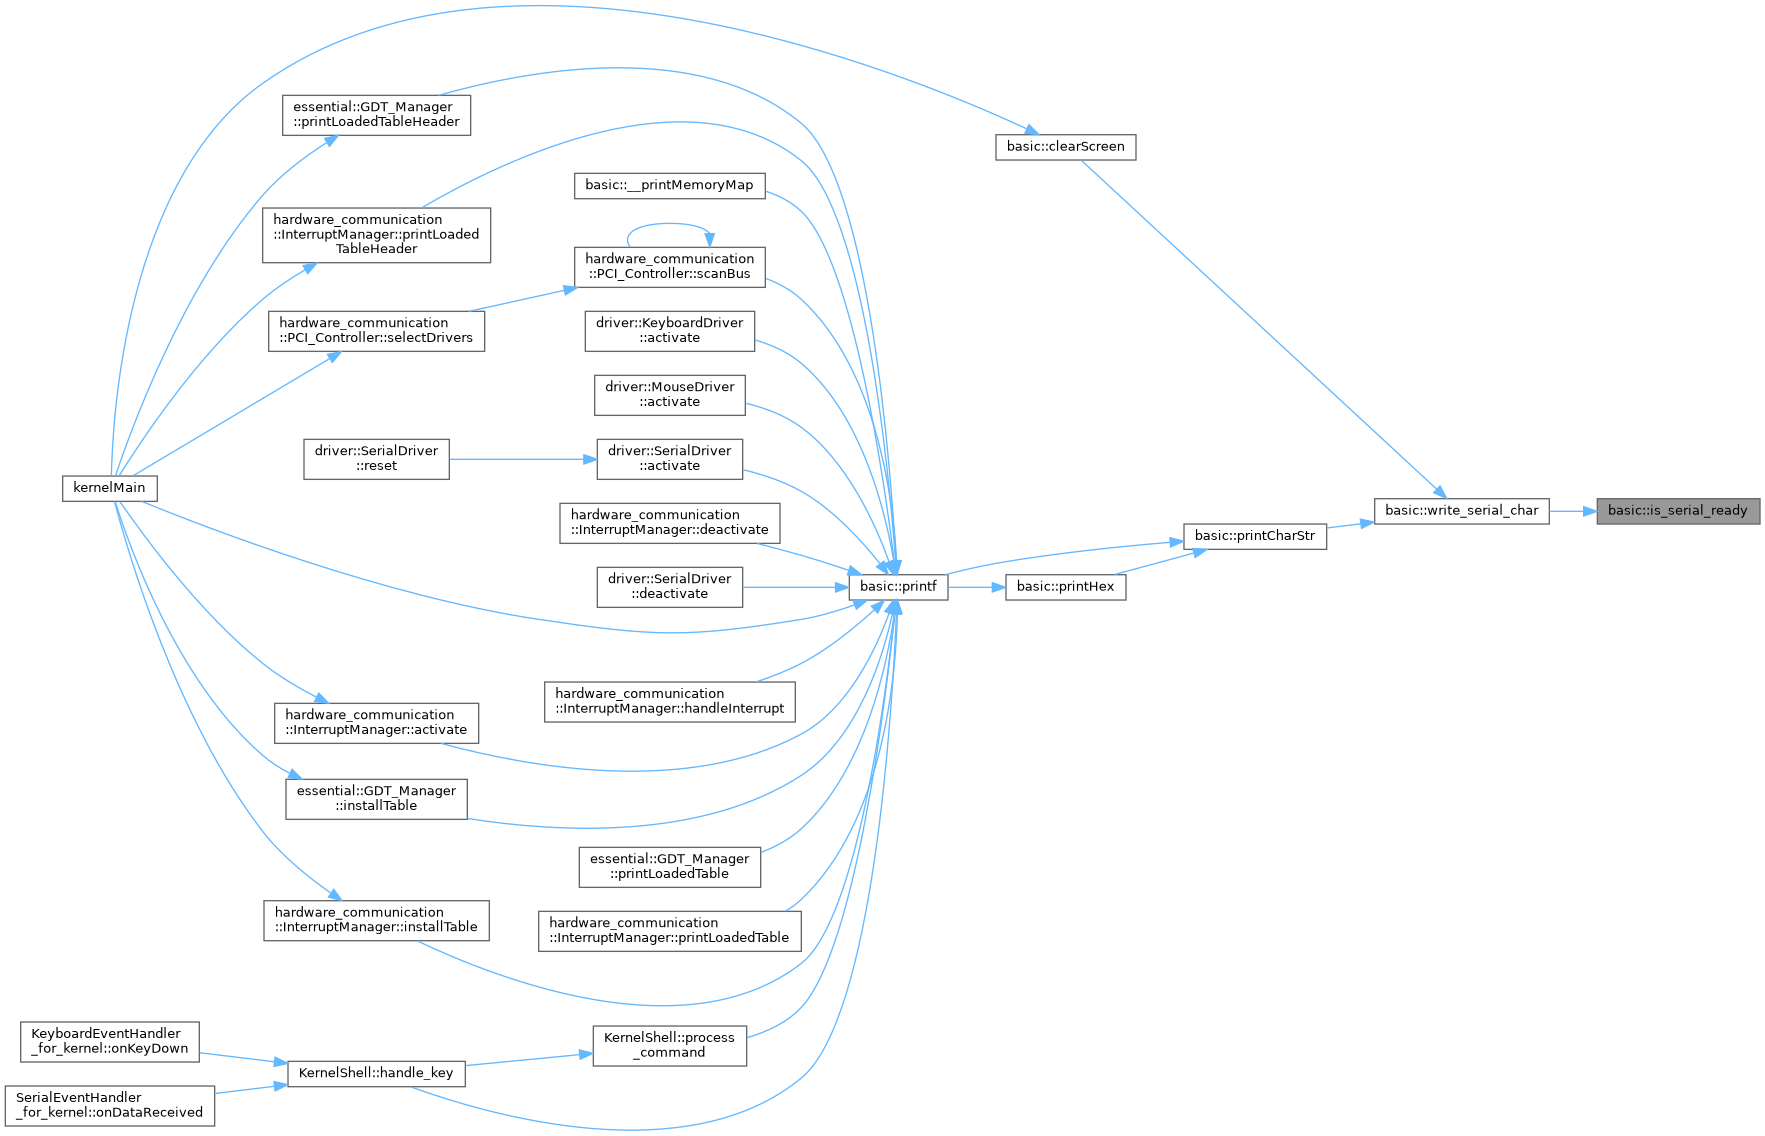 essential::GDT_Manager
::printLoadedTableHeader
basic::clearScreen
basic::__printMemoryMap
hardware_communication
::InterruptManager::printLoaded
TableHeader
hardware_communication
::PCI_Controller::scanBus
hardware_communication
::PCI_Controller::selectDrivers
driver::KeyboardDriver
::activate
driver::MouseDriver
::activate
driver::SerialDriver
::reset
driver::SerialDriver
::activate
kernelMain
hardware_communication
::InterruptManager::deactivate
basic::write_serial_char
basic::is_serial_ready
basic::printCharStr
driver::SerialDriver
::deactivate
basic::printf
basic::printHex
hardware_communication
::InterruptManager::handleInterrupt
hardware_communication
::InterruptManager::activate
essential::GDT_Manager
::installTable
essential::GDT_Manager
::printLoadedTable
hardware_communication
::InterruptManager::installTable
hardware_communication
::InterruptManager::printLoadedTable
KeyboardEventHandler
_for_kernel::onKeyDown
KernelShell::process
_command
KernelShell::handle_key
SerialEventHandler
_for_kernel::onDataReceived